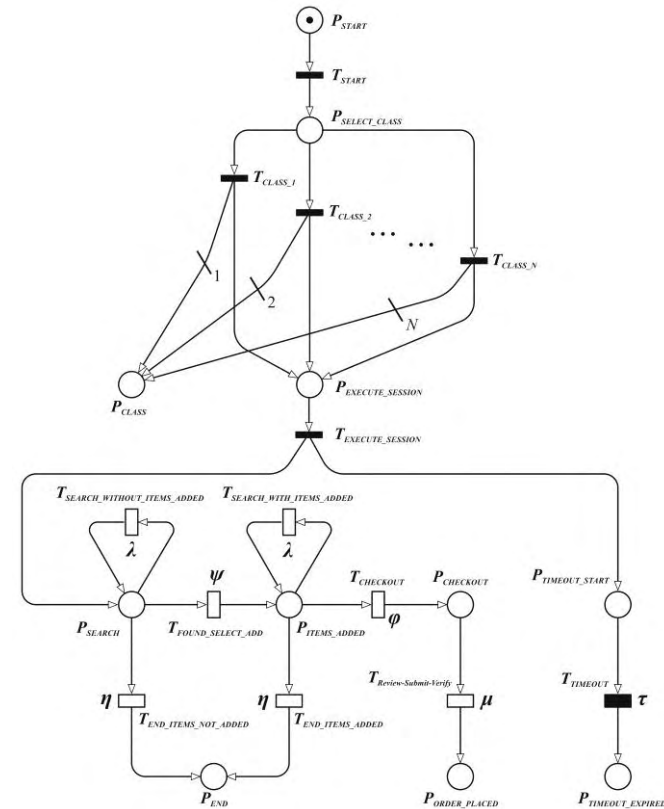 P_START
T_START
P_SELECT_CLASS
T_CLASS_1
T_CLASS_2
... ...
T_CLASS_N
1
2
N
P_CLASS
P_EXECUTE_SESSION
T_EXECUTE_SESSION
T_SEARCH_WITHOUT_ITEMS_ADDED
T_SEARCH_WITH_ITEMS_ADDED
λ
λ
ψ
T_CHECKOUT
P_CHECKOUT
P_TIMEOUT_START
φ
P_SEARCH
T_FOUND_SELECT_ADD
P_ITEMS_ADDED
T_Review-Submit-Verify
T_TIMEOUT
η
η
μ
τ
T_END_ITEMS_NOT_ADDED
T_END_ITEMS_ADDED
P_END
P_ORDER_PLACED
P_TIMEOUT_EXPIRED